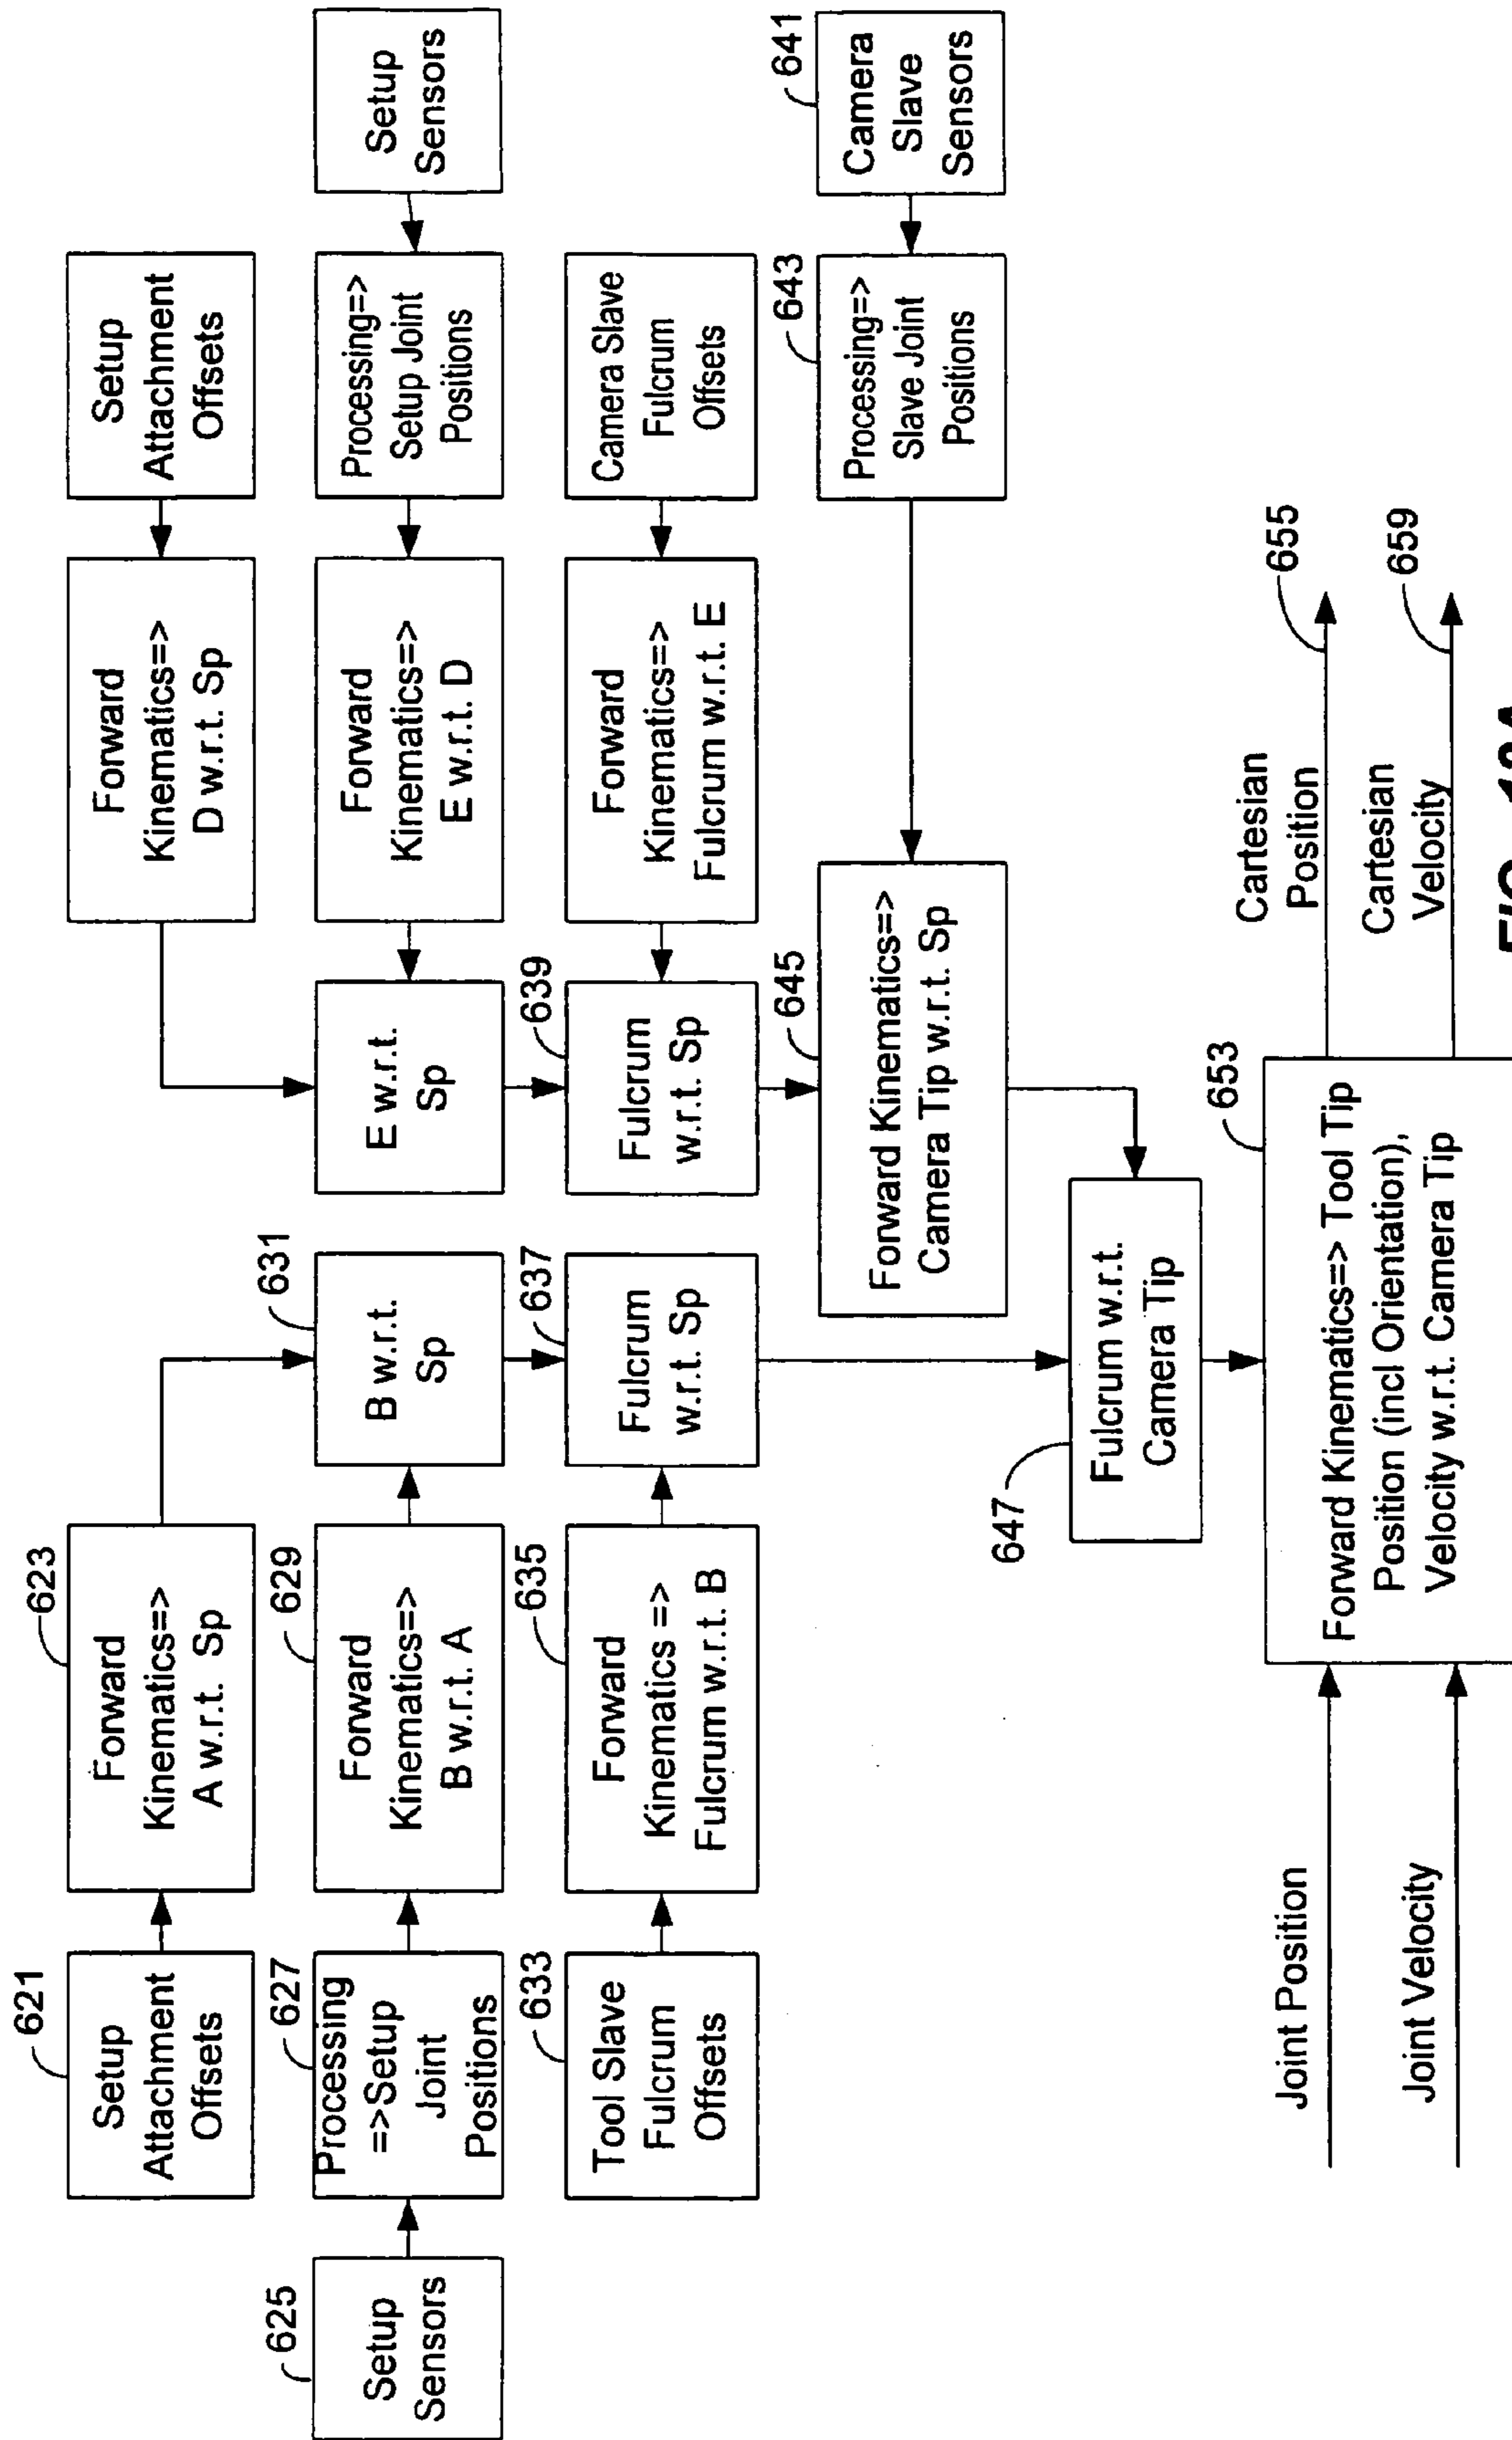 621
Setup
Attachment
Offsets
623
Forward
Kinematics=>
A w.r.t. Sp
Forward
Kinematics=>
D w.r.t. Sp
Setup
Attachment
Offsets
625
Setup
Sensors
627
Processing
=>Setup
Joint
Positions
629
Forward
Kinematics=>
B w.r.t. A
631
B w.r.t.
Sp
E w.r.t.
Sp
Forward
Kinematics=>
E w.r.t. D
Processing=>
Setup Joint
Positions
Setup
Sensors
633
Tool Slave
Fulcrum
Offsets
635
Forward
Kinematics =>
Fulcrum w.r.t. B
637
Fulcrum
w.r.t. Sp
639
Fulcrum
w.r.t. Sp
Forward
Kinematics=>
Fulcrum w.r.t. E
Camera Slave
Fulcrum
Offsets
645
Forward Kinematics=>
Camera Tip w.r.t. Sp
643
Processing=>
Slave Joint
Positions
641
Camera
Slave
Sensors
647
Fulcrum w.r.t.
Camera Tip
Joint Position
Joint Velocity
653
Forward Kinematics=> Tool Tip
Position (incl Orientation),
Velocity w.r.t. Camera Tip
Cartesian
Position
655
Cartesian
Velocity
659
FIG.